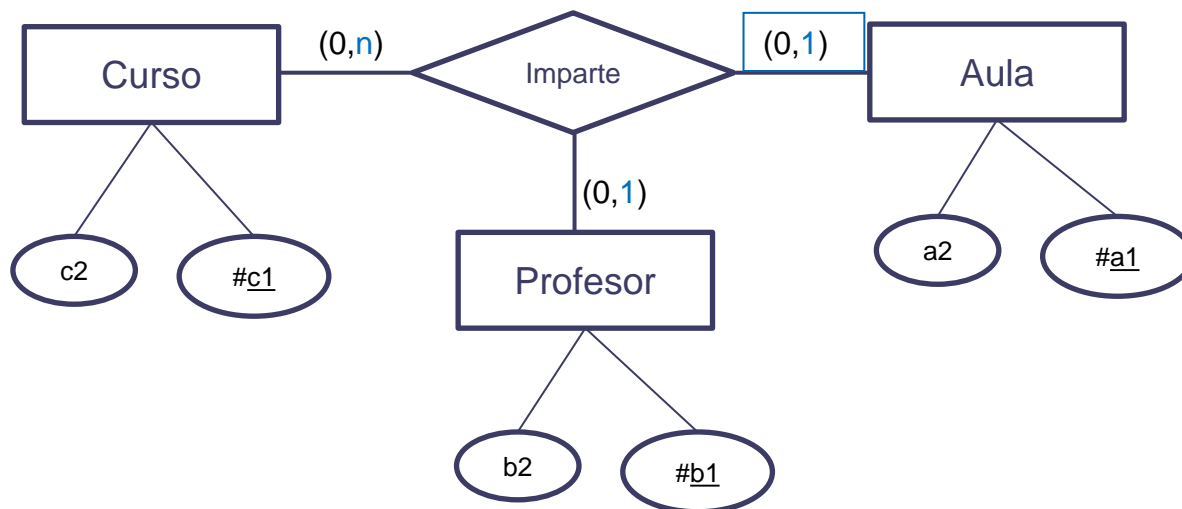 (0,n)
(0,1)
Curso
Imparte
Aula
(0,1)
c2
#c1
Profesor
a2
#a1
b2
#b1